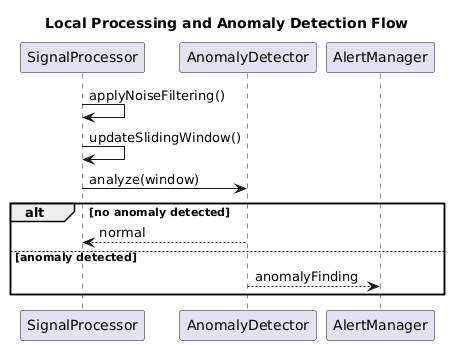 Local Processing and Anomaly Detection Flow
SignalProcessor AnomalyDetector AlertManager
applyNoiseFiltering()
updateSlidingWindow()
analyze(window)
alt [no anomaly detected]
normal
[anomaly detected]
anomalyFinding
SignalProcessor AnomalyDetector AlertManager